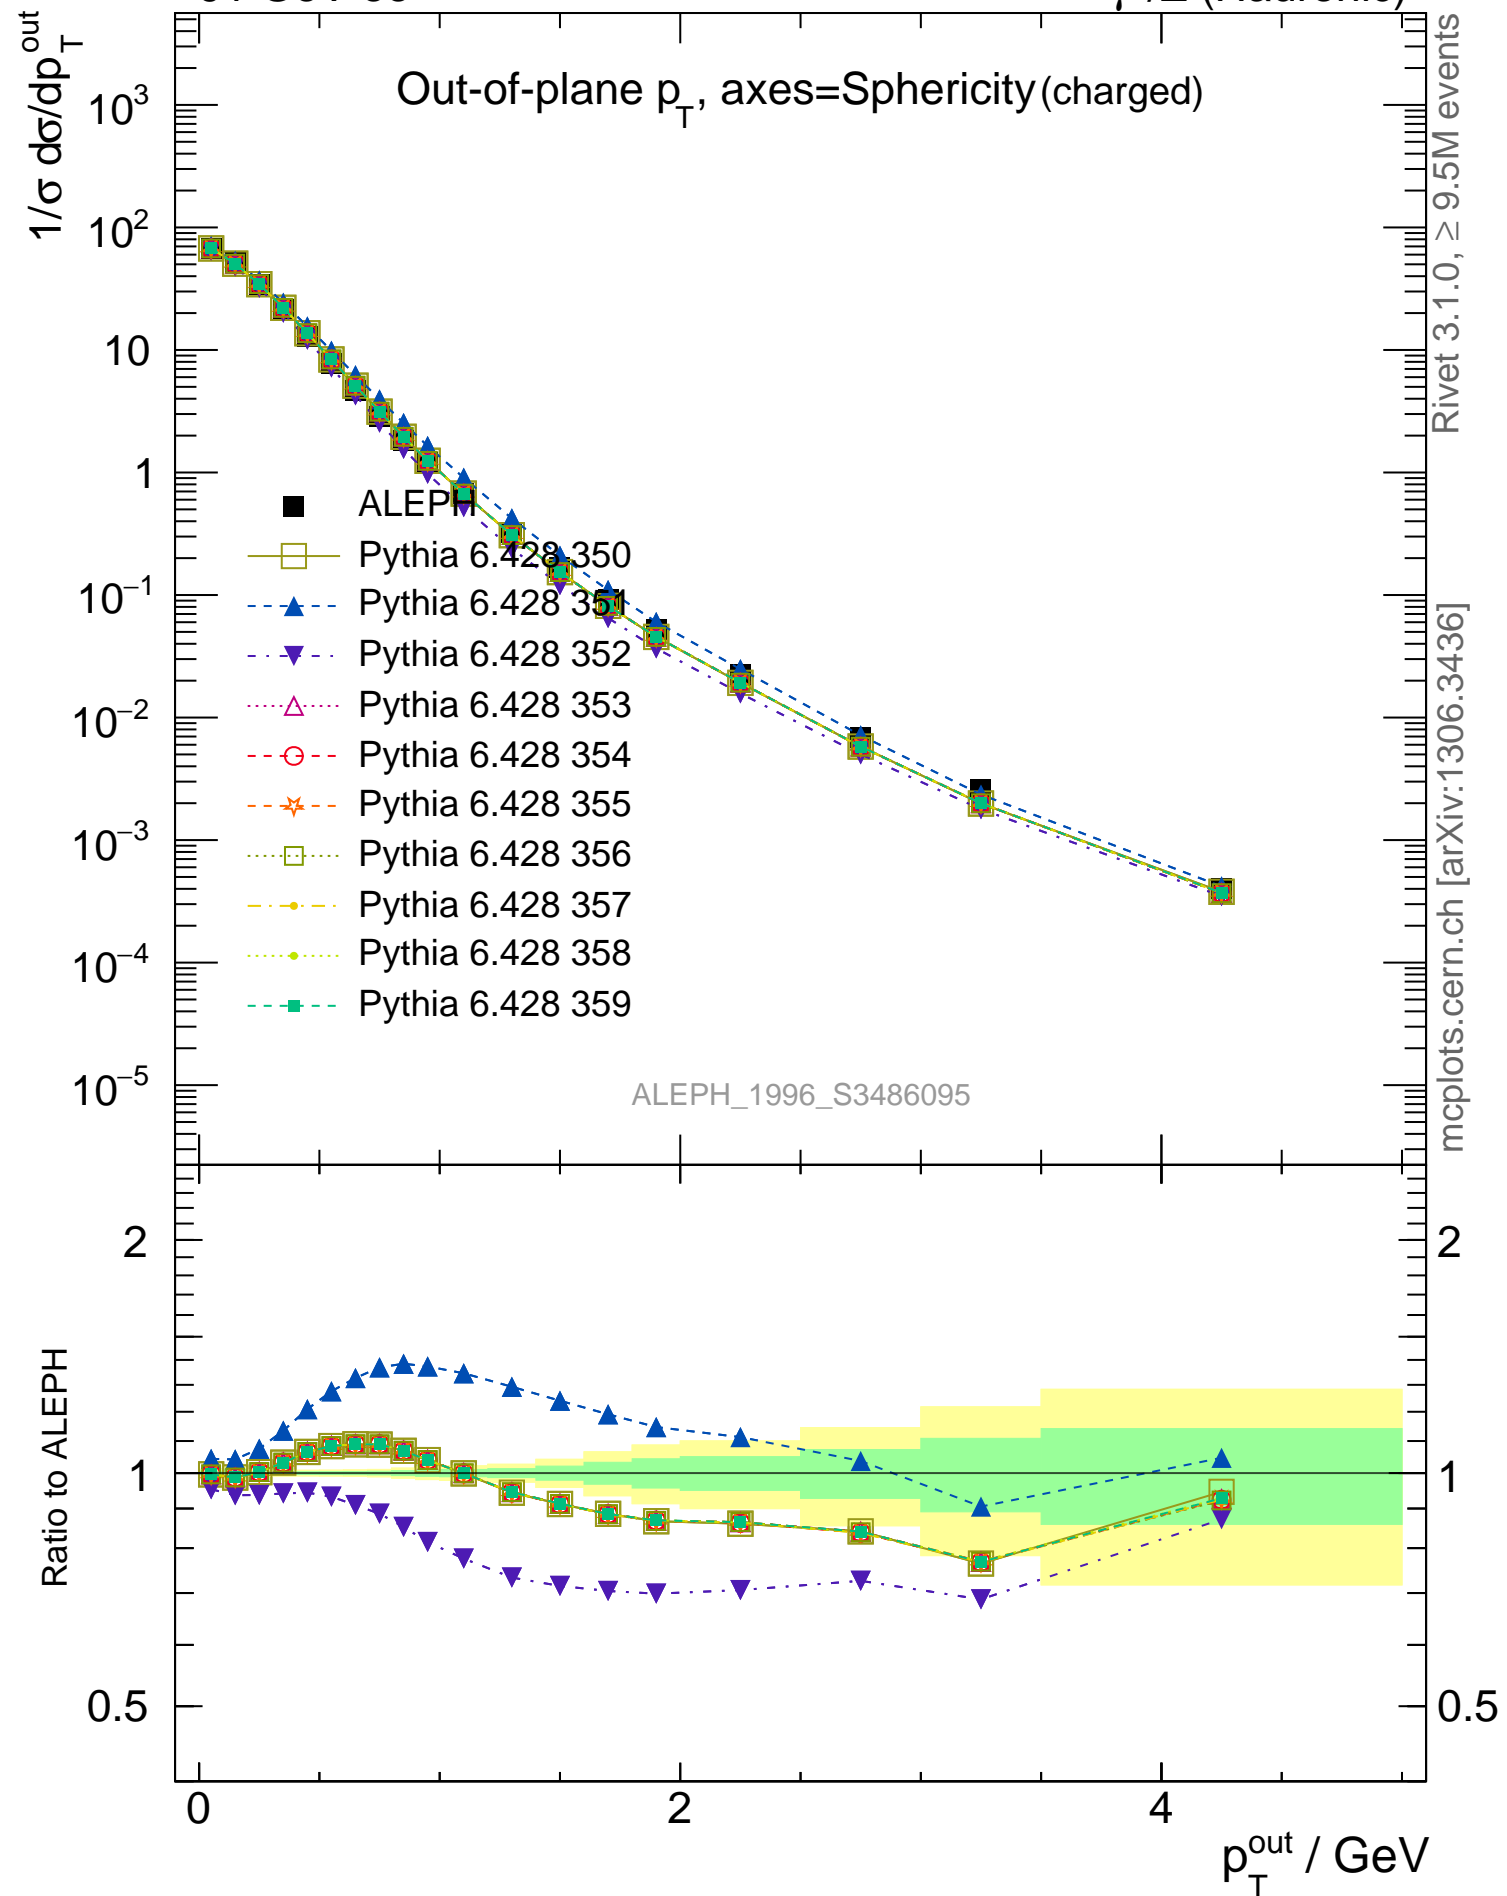 Out-of-plane p_T, axes=Sphericity (charged)
1/σ dσ/dp_T^out
10^3
10^2
10
1
10^−1
10^−2
10^−3
10^−4
10^−5
ALEPH
Pythia 6.428 350
Pythia 6.428 351
Pythia 6.428 352
Pythia 6.428 353
Pythia 6.428 354
Pythia 6.428 355
Pythia 6.428 356
Pythia 6.428 357
Pythia 6.428 358
Pythia 6.428 359
ALEPH_1996_S3486095
Rivet 3.1.0, ≥ 9.5M events
mcplots.cern.ch [arXiv:1306.3436]
Ratio to ALEPH
2
1
0.5
2
1
0.5
0
2
4
p_T^out / GeV